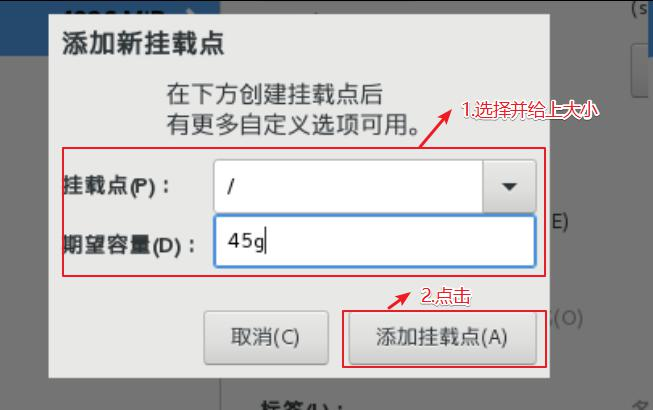 添加新挂载点
在下方创建挂载点后
有更多自定义选项可用。
1.选择并给上大小
挂载点(P)：
/
期望容量(D)：
45g
E)
2.点击
取消(C)
添加挂载点(A)
(O)
标签(L)：